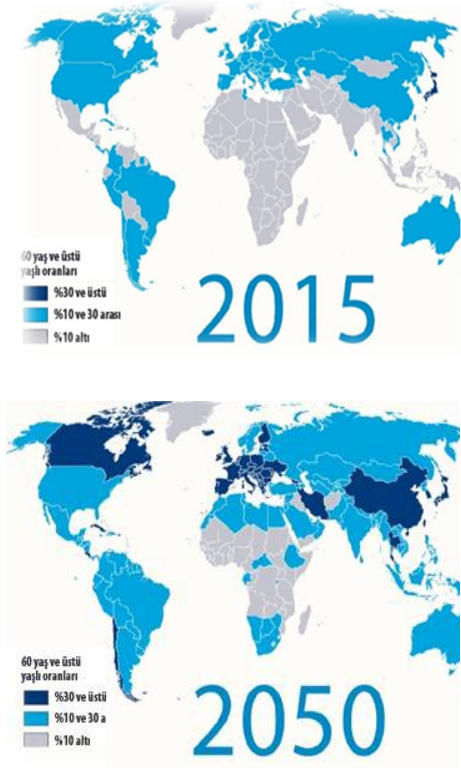 60 yaş ve üstü
yaşlı oranları
%30 ve üstü
%10 ve 30 arası
%10 altı
2015
60 yaş ve üstü
yaşlı oranları
%30 ve üstü
%10 ve 30 a
%10 altı
2050